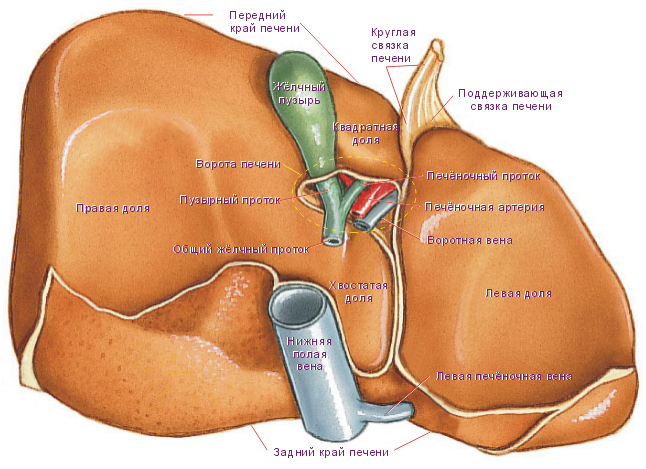 Передний
край печени
Круглая
связка
печени
Жёлчный
пузырь
Поддерживающая
связка печени
Квадратная
доля
Ворота печени
Печёночный проток
Пузырный проток
Правая доля
Печёночная артерия
Воротная вена
Общий жёлчный проток
Хвостатая
доля
Левая доля
Нижняя
полая
вена
Левая печёночная вена
Задний край печени